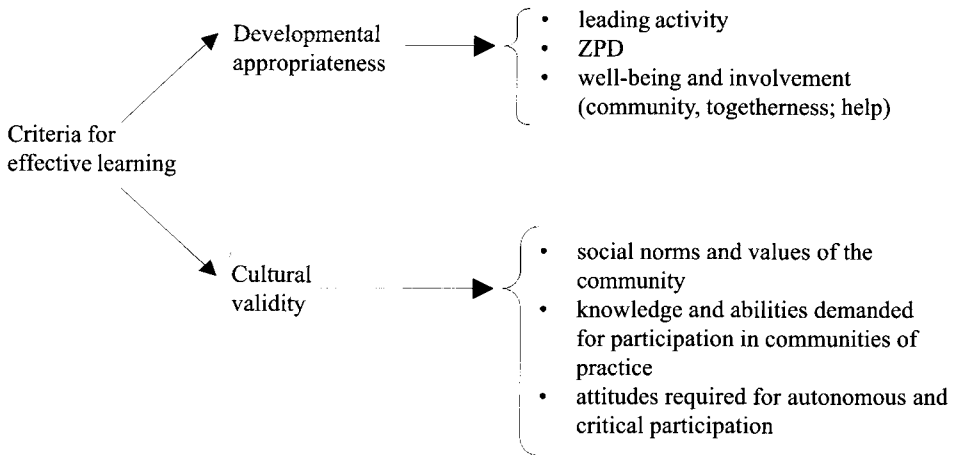 Criteria for
effective learning
Developmental
appropriateness
• leading activity
• ZPD
• well-being and involvement
(community, togetherness; help)
Cultural
validity
• social norms and values of the
community
• knowledge and abilities demanded
for participation in communities of
practice
• attitudes required for autonomous and
critical participation